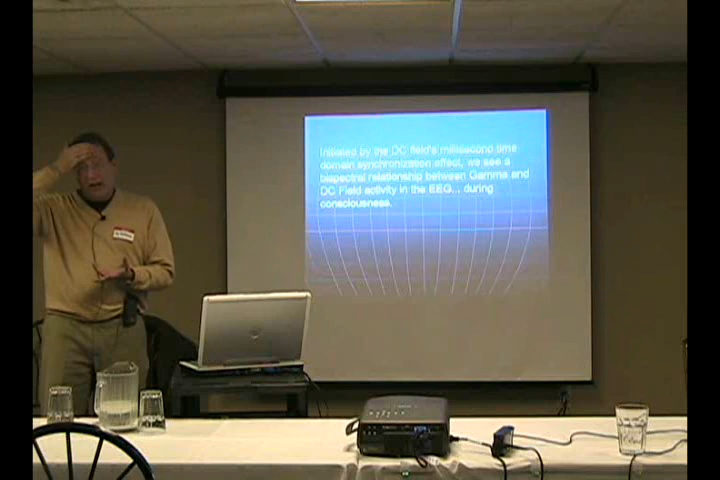 Initiated by the DC field's millisecond time
domain synchronization effect, we see a
bispectral relationship between Gamma and
DC Field activity in the EEG... during
consciousness.